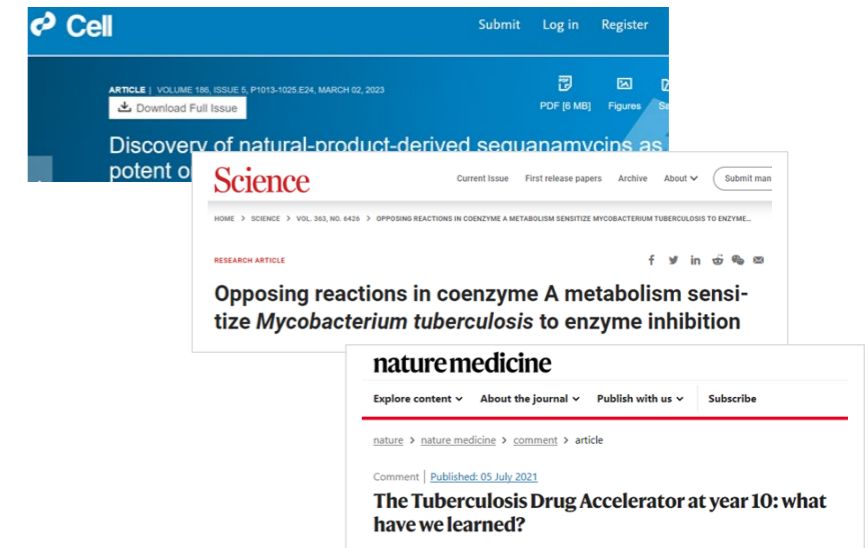 Cell
Submit Log in Register
ARTICLE | VOLUME 186, ISSUE 5, P1013-1025.E24, MARCH 02, 2023
Download Full Issue
PDF [6 MB] Figures
Discovery of natural-product-derived sequanamycins as
potent o
Science
Current Issue First release papers Archive About Submit man
HOME > SCIENCE > VOL. 363, NO. 6426 > OPPOSING REACTIONS IN COENZYME A METABOLISM SENSITIZE MYCOBACTERIUM TUBERCULOSIS TO ENZYME...
RESEARCH ARTICLE
Opposing reactions in coenzyme A metabolism sensi-
tize Mycobacterium tuberculosis to enzyme inhibition
nature medicine
Explore content About the journal Publish with us Subscribe
nature > nature medicine > comment > article
Comment | Published: 05 July 2021
The Tuberculosis Drug Accelerator at year 10: what
have we learned?